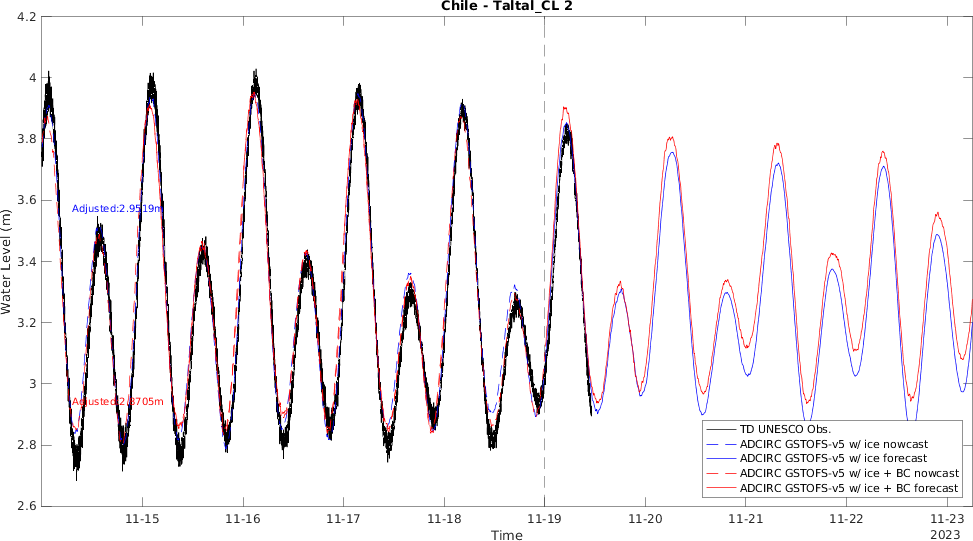 Chile - Taltal_CL 2
4.2
4
3.8
3.6
3.4
3.2
3
2.8
2.6
Water Level (m)
Adjusted:2.9519m
Adjusted:2.8705m
TD UNESCO Obs.
ADCIRC GSTOFS-v5 w/ ice nowcast
ADCIRC GSTOFS-v5 w/ ice forecast
ADCIRC GSTOFS-v5 w/ ice + BC nowcast
ADCIRC GSTOFS-v5 w/ ice + BC forecast
11-15 11-16 11-17 11-18 11-19 11-20 11-21 11-22 11-23
2023
Time